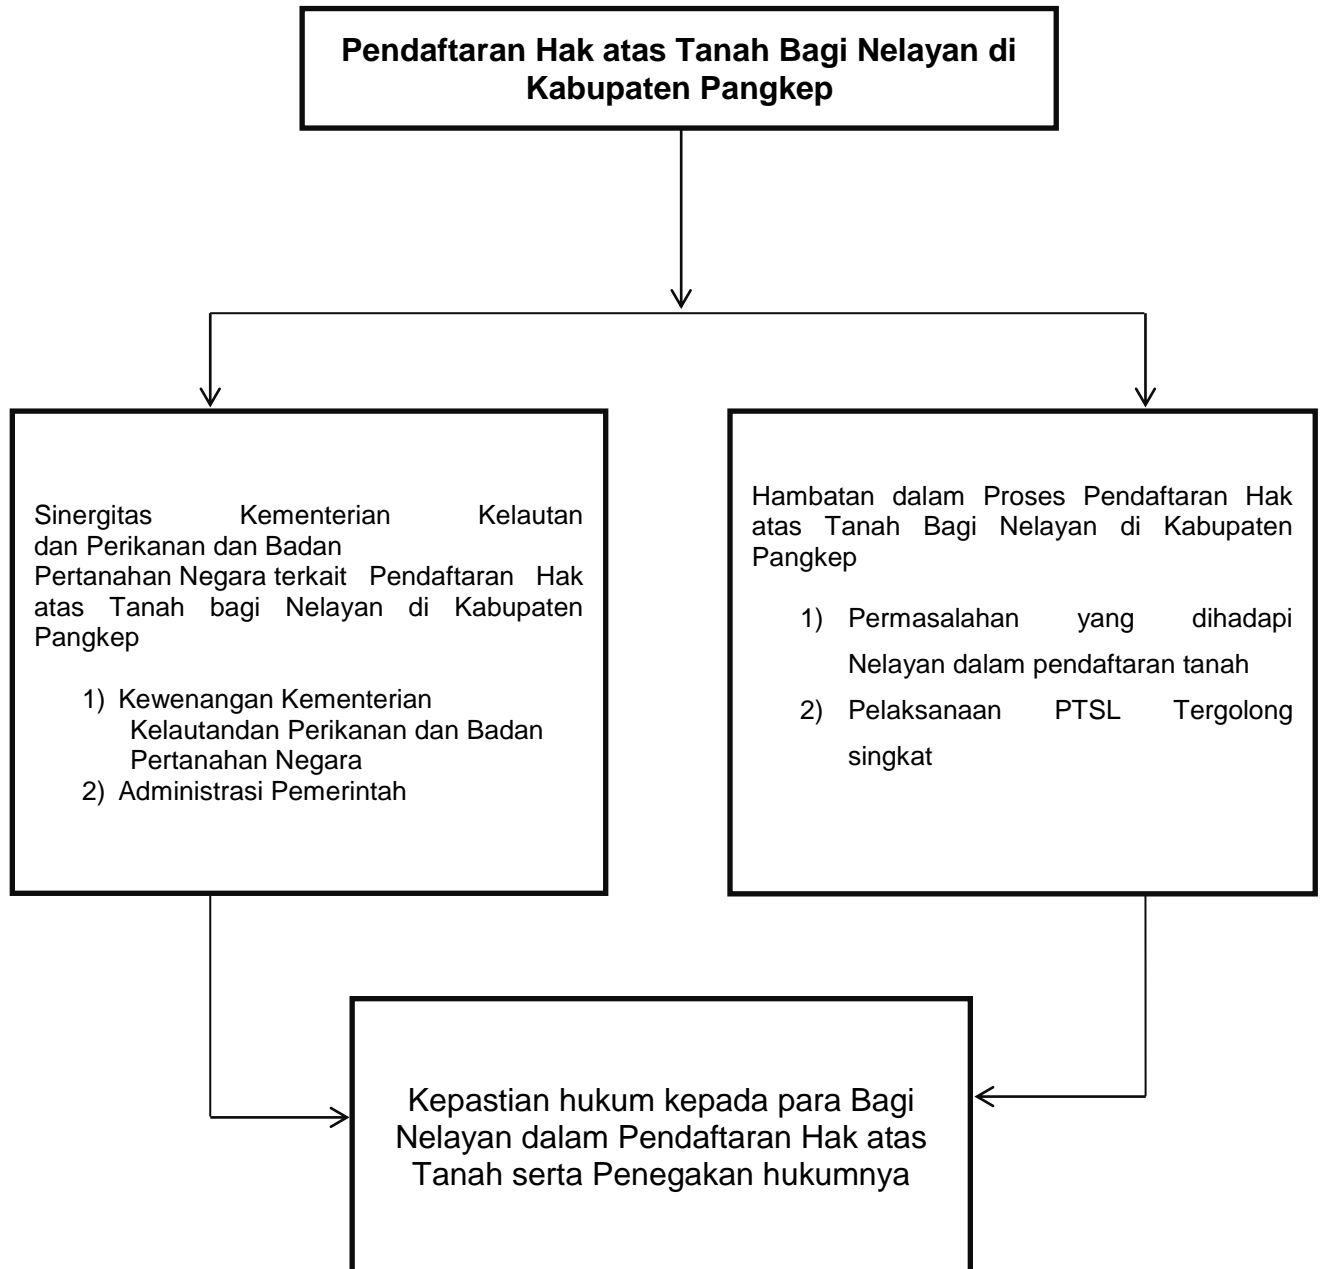 Pendaftaran Hak atas Tanah Bagi Nelayan di
Kabupaten Pangkep
Sinergitas Kementerian Kelautan
dan Perikanan dan Badan
Pertanahan Negara terkait Pendaftaran Hak
atas Tanah bagi Nelayan di Kabupaten
Pangkep
1) Kewenangan Kementerian
Kelautandan Perikanan dan Badan
Pertanahan Negara
2) Administrasi Pemerintah
Hambatan dalam Proses Pendaftaran Hak
atas Tanah Bagi Nelayan di Kabupaten
Pangkep
1) Permasalahan yang dihadapi
Nelayan dalam pendaftaran tanah
2) Pelaksanaan PTSL Tergolong
singkat
Kepastian hukum kepada para Bagi
Nelayan dalam Pendaftaran Hak atas
Tanah serta Penegakan hukumnya